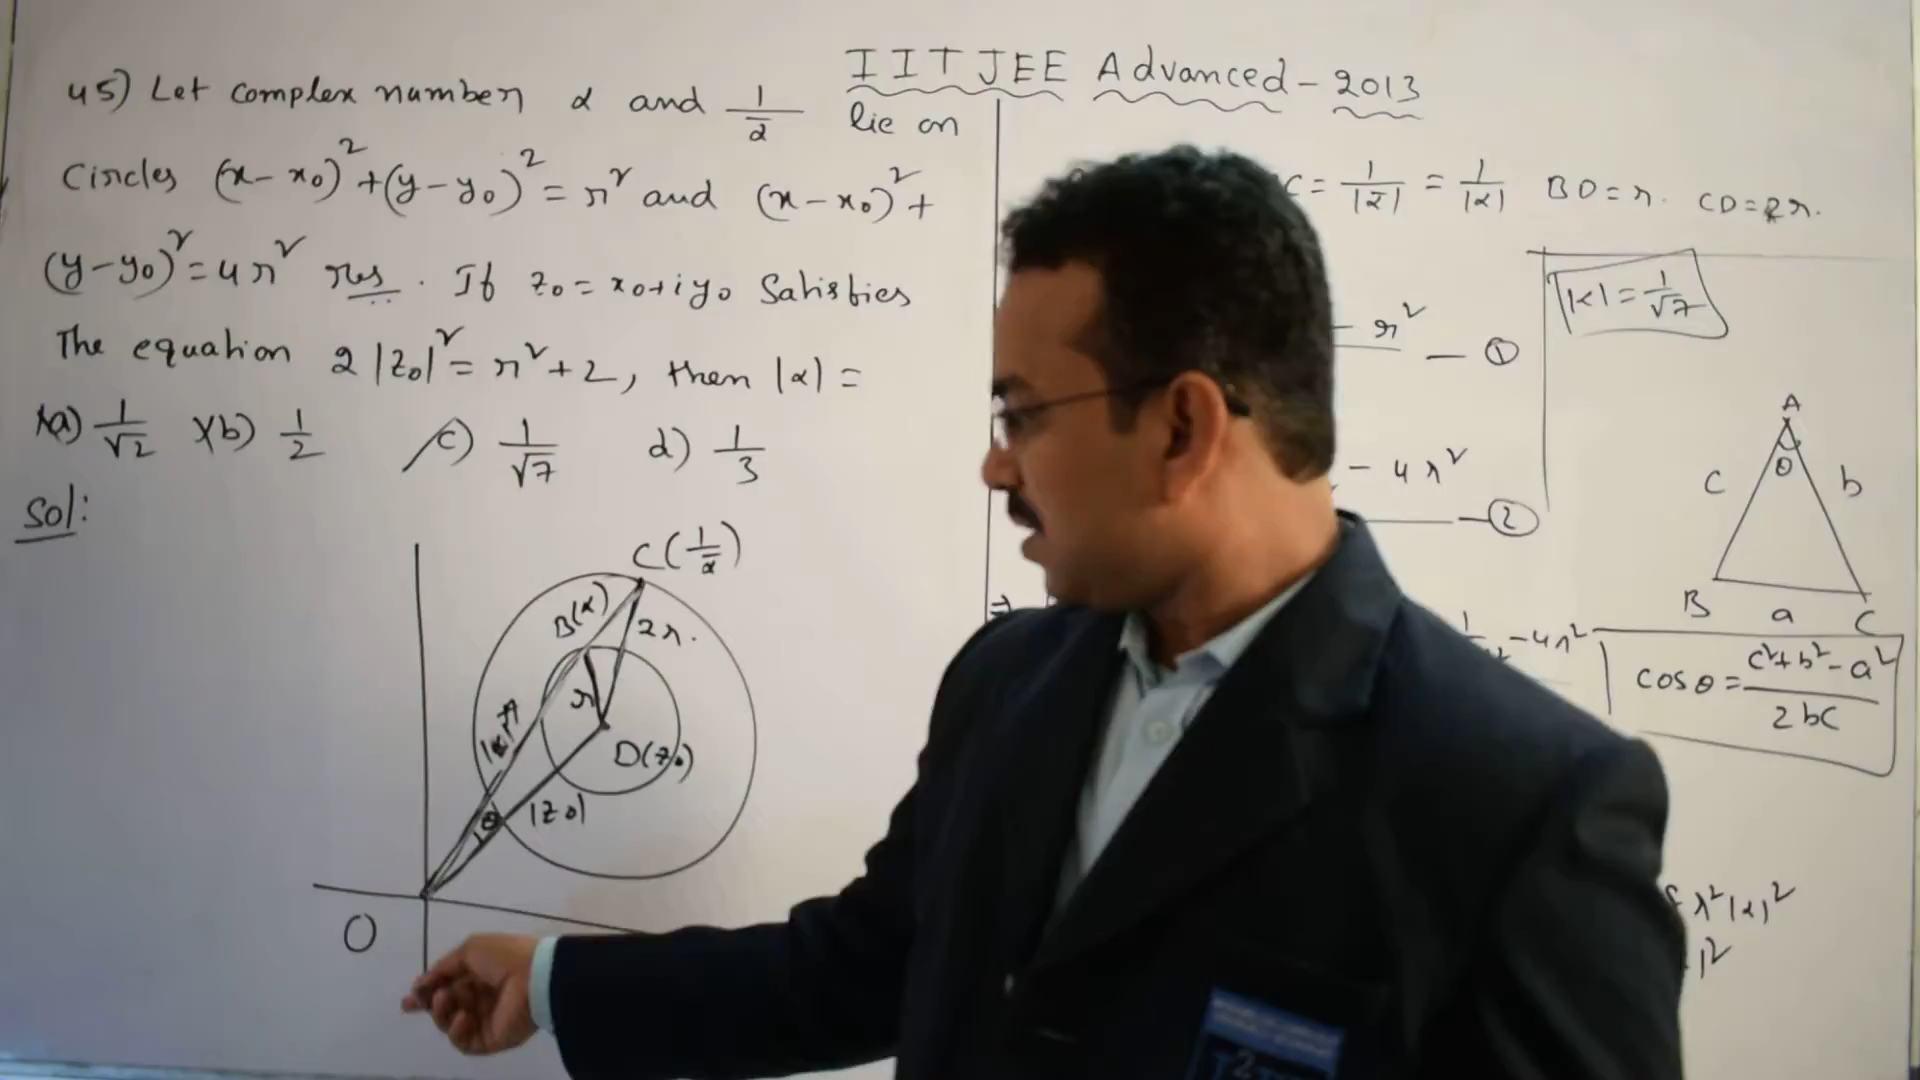 IIT JEE Advanced - 2013
45) Let complex number α and 1/ᾱ lie on
Circles (x-x₀)²+(y-y₀)²=r² and (x-x₀)²+
(y-y₀)²=4r² res. If z₀=x₀+iy₀ Satisfies
The equation 2|z₀|²=r²+2, then |α|=
a) 1/√2 b) 1/2 c) 1/√7 d) 1/3
Sol:
C(1/ᾱ)
B(α)
2r.
r
|α|
D(z₀)
θ
|z₀|
O
C = 1/|ᾱ| = 1/|α| BD=r. CD=2r.
|α|=1/√7
- r² — ①
- 4r² — ②
-4r²
A
θ
c b
B a C
cosθ = (c²+b²-a²)/2bc
r²|α|²